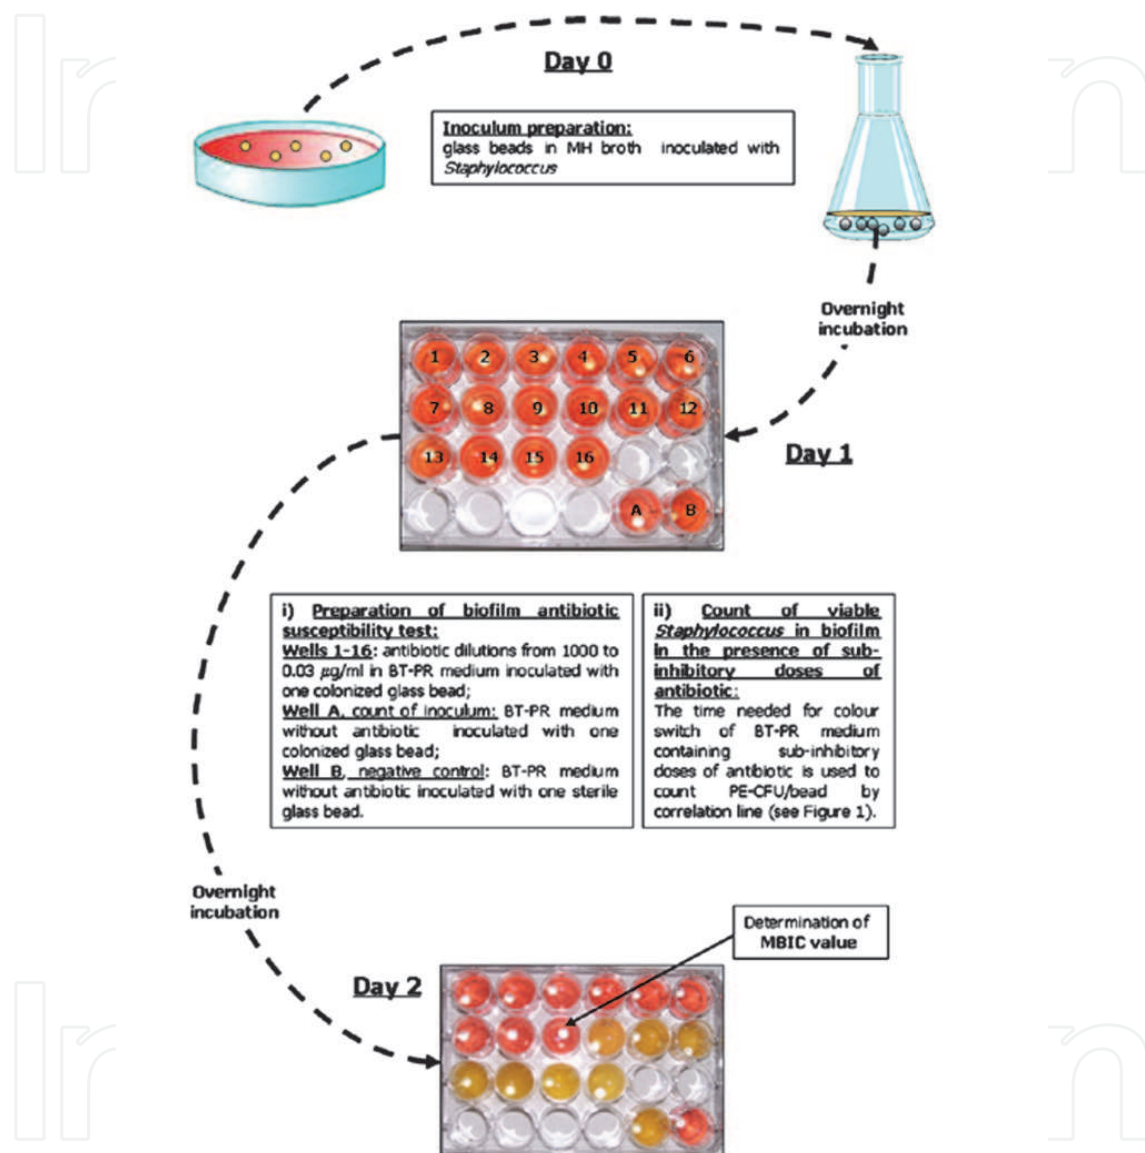 Day 0
Inoculum preparation:
glass beads in MH broth inoculated with
Staphylococcus
Overnight
incubation
1 2 3 4 5 6
7 8 9 10 11 12
13 14 15 16
A B
Day 1
i) Preparation of biofilm antibiotic
susceptibility test:
Wells 1-16: antibiotic dilutions from 1000 to
0.03 µg/ml in BT-PR medium inoculated with
one colonized glass bead;
Well A, count of inoculum: BT-PR medium
without antibiotic inoculated with one
colonized glass bead;
Well B, negative control: BT-PR medium
without antibiotic inoculated with one sterile
glass bead.
ii) Count of viable
Staphylococcus in biofilm
in the presence of sub-
inhibitory doses of
antibiotic:
The time needed for colour
switch of BT-PR medium
containing sub-inhibitory
doses of antibiotic is used to
count PE-CFU/bead by
correlation line (see Figure 1).
Overnight
incubation
Determination of
MBIC value
Day 2